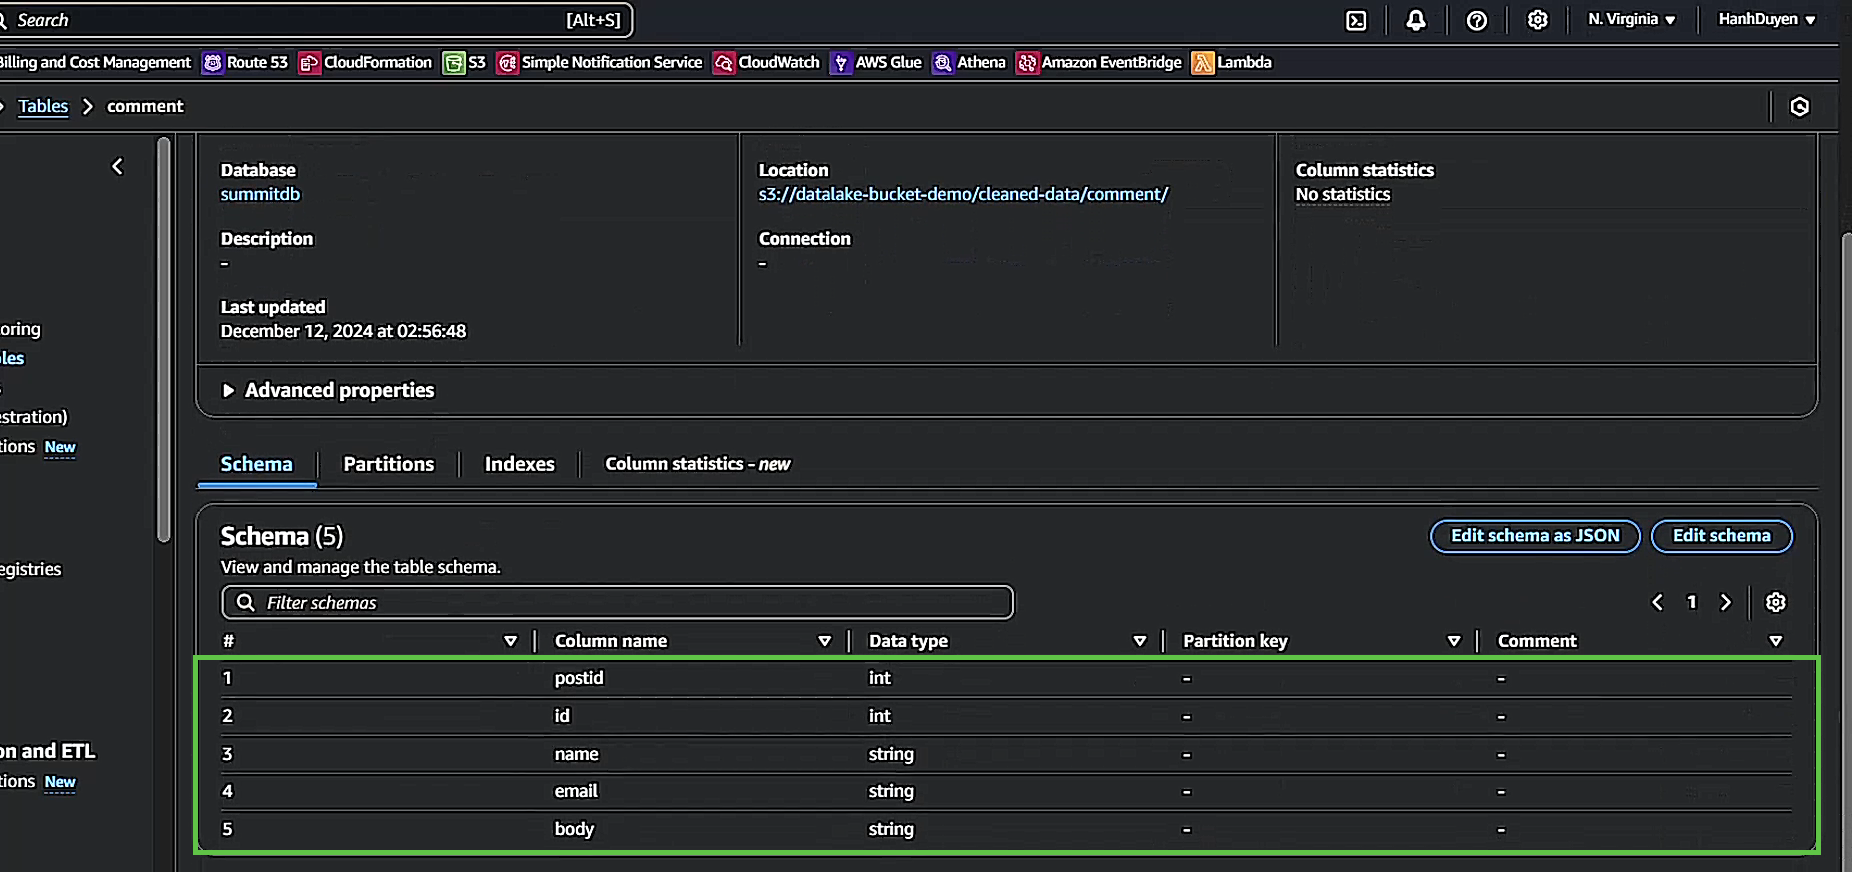 Search [Alt+S] N. Virginia HanhDuyen
Billing and Cost Management Route 53 CloudFormation S3 Simple Notification Service CloudWatch AWS Glue Athena Amazon EventBridge Lambda
Tables comment
Database Location Column statistics
summitdb s3://datalake-bucket-demo/cleaned-data/comment/ No statistics
Description Connection
- -
Last updated
December 12, 2024 at 02:56:48
oring
les
Advanced properties
estration)
tions New
Schema Partitions Indexes Column statistics - new
Schema (5) Edit schema as JSON Edit schema
View and manage the table schema.
egistries
Filter schemas 1
# Column name Data type Partition key Comment
1 postid int - -
2 id int - -
3 name string - -
on and ETL
tions New
4 email string - -
5 body string - -